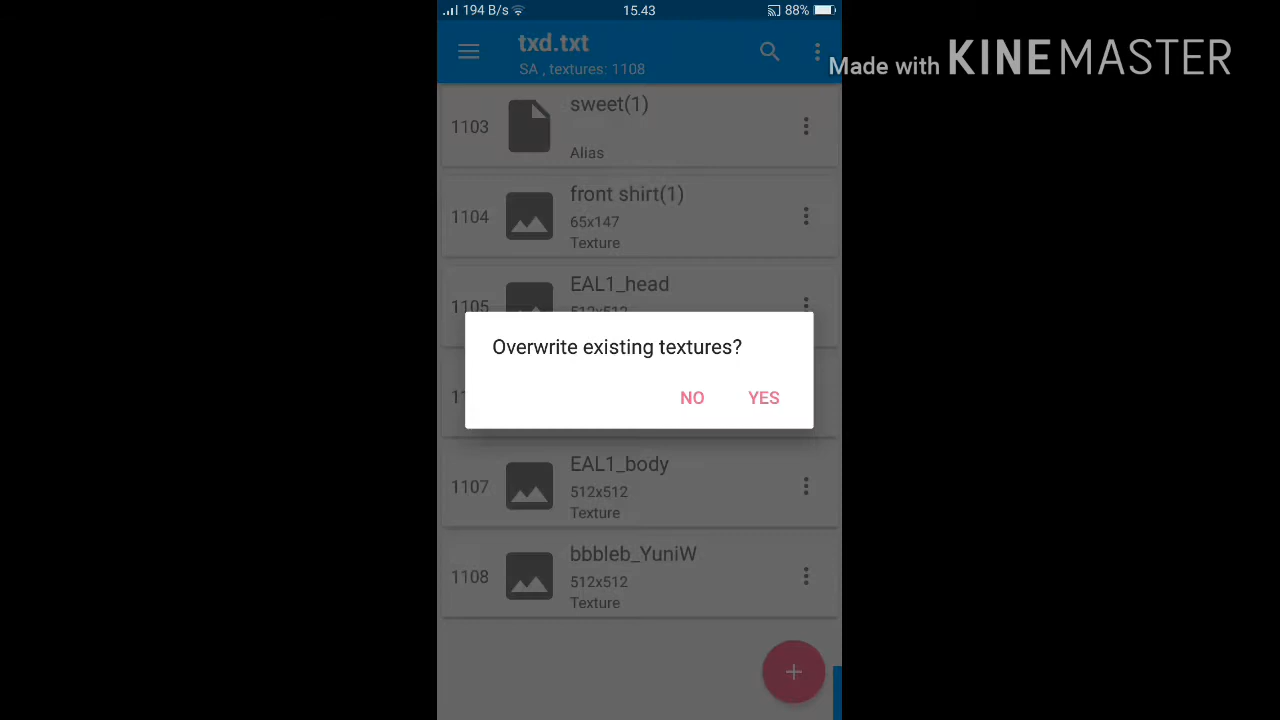 194 B/s 15.43 88%
txd.txt
SA , textures: 1108
Made with KINEMASTER
1103 sweet(1)
Alias
1104 front shirt(1)
65x147
Texture
1105 EAL1_head
512x512
Overwrite existing textures?
NO YES
1107 EAL1_body
512x512
Texture
1108 bbbleb_YuniW
512x512
Texture